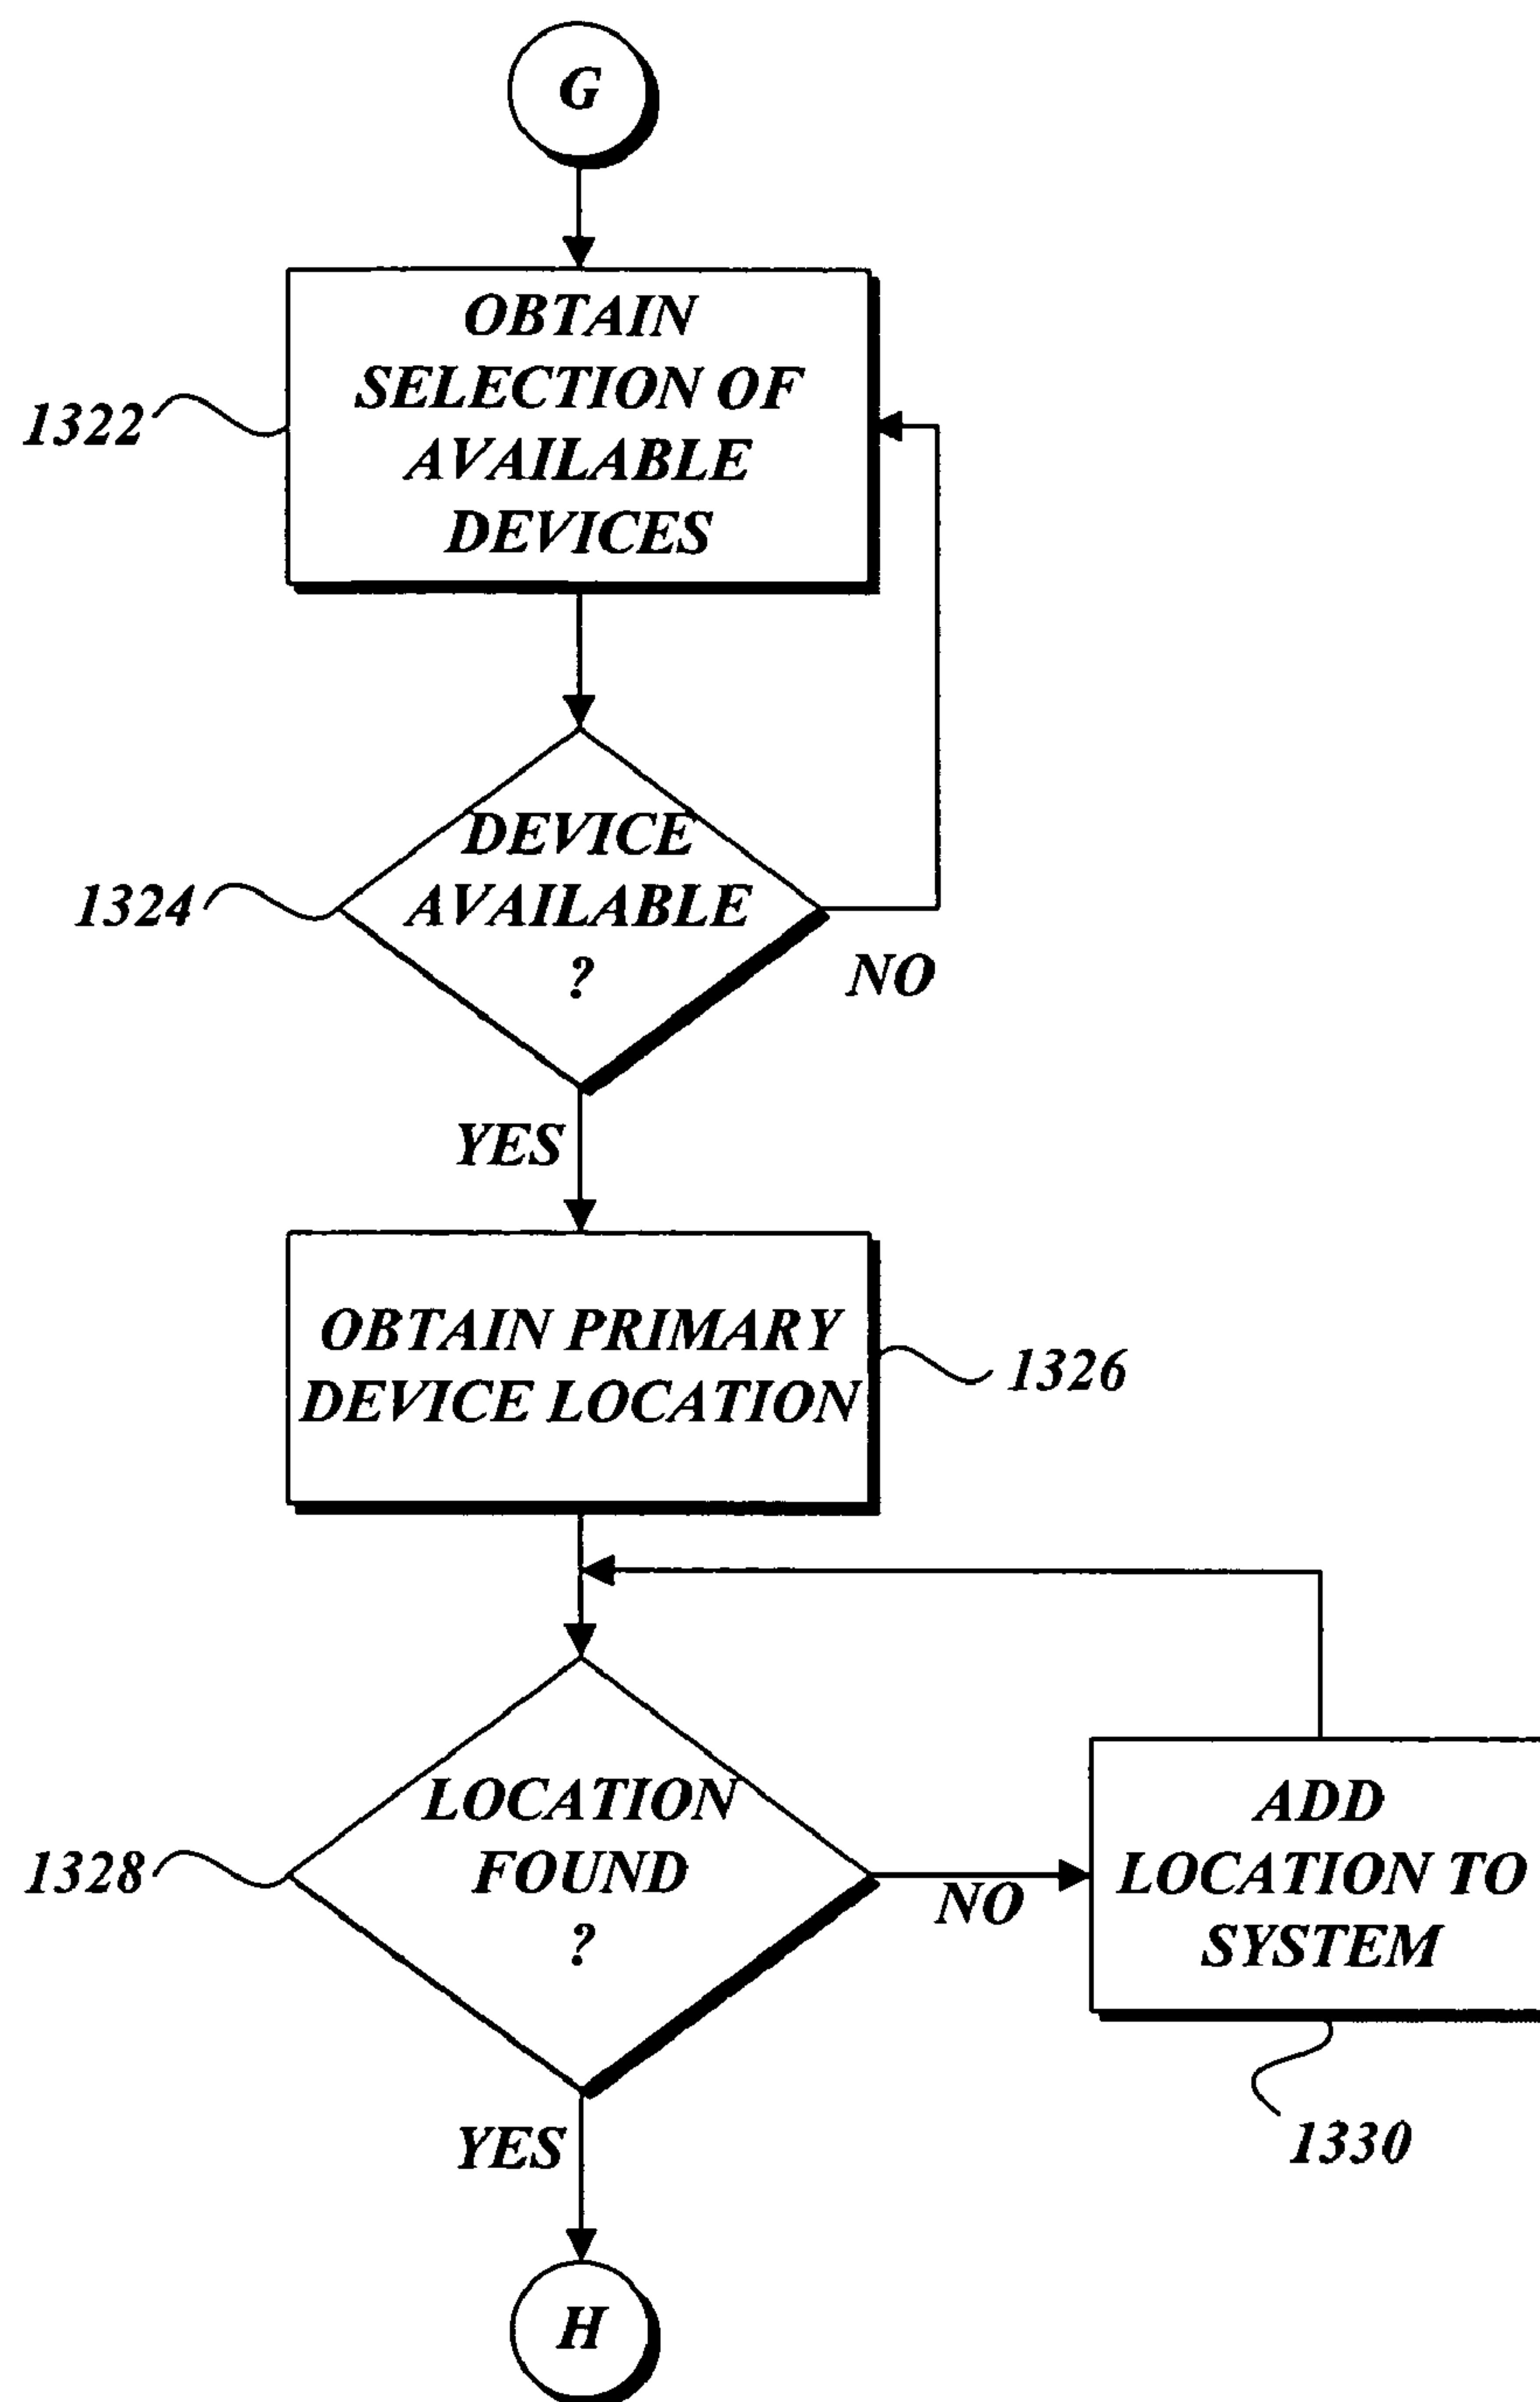 G
OBTAIN
SELECTION OF
AVAILABLE
DEVICES
1322
DEVICE
AVAILABLE
?
1324
NO
YES
OBTAIN PRIMARY
DEVICE LOCATION
1326
LOCATION
FOUND
?
1328
NO
ADD
LOCATION TO
SYSTEM
1330
YES
H